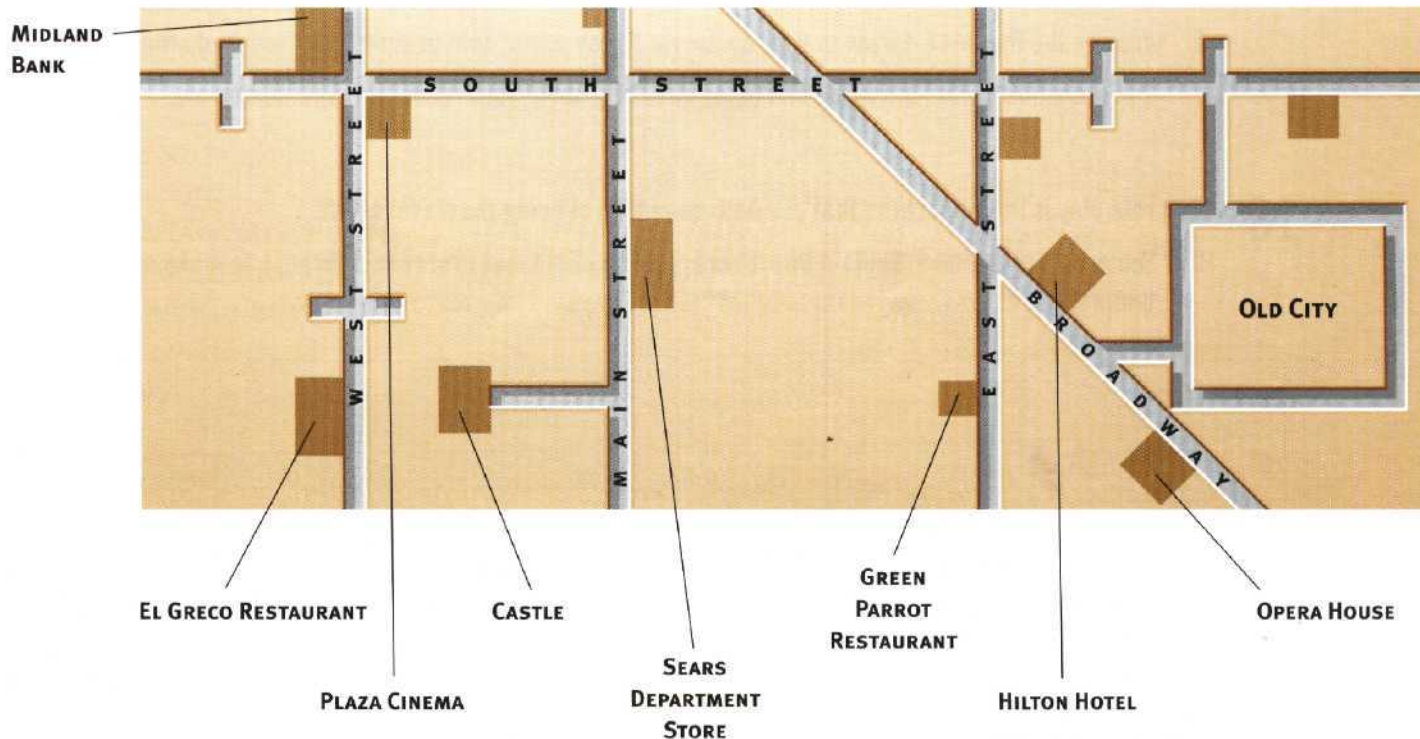 MIDLAND
BANK
SOUTH STREET
WEST STREET
MAIN STREET
EAST STREET
BROADWAY
OLD CITY
EL GRECO RESTAURANT
CASTLE
GREEN
PARROT
RESTAURANT
OPERA HOUSE
PLAZA CINEMA
SEARS
DEPARTMENT
STORE
HILTON HOTEL